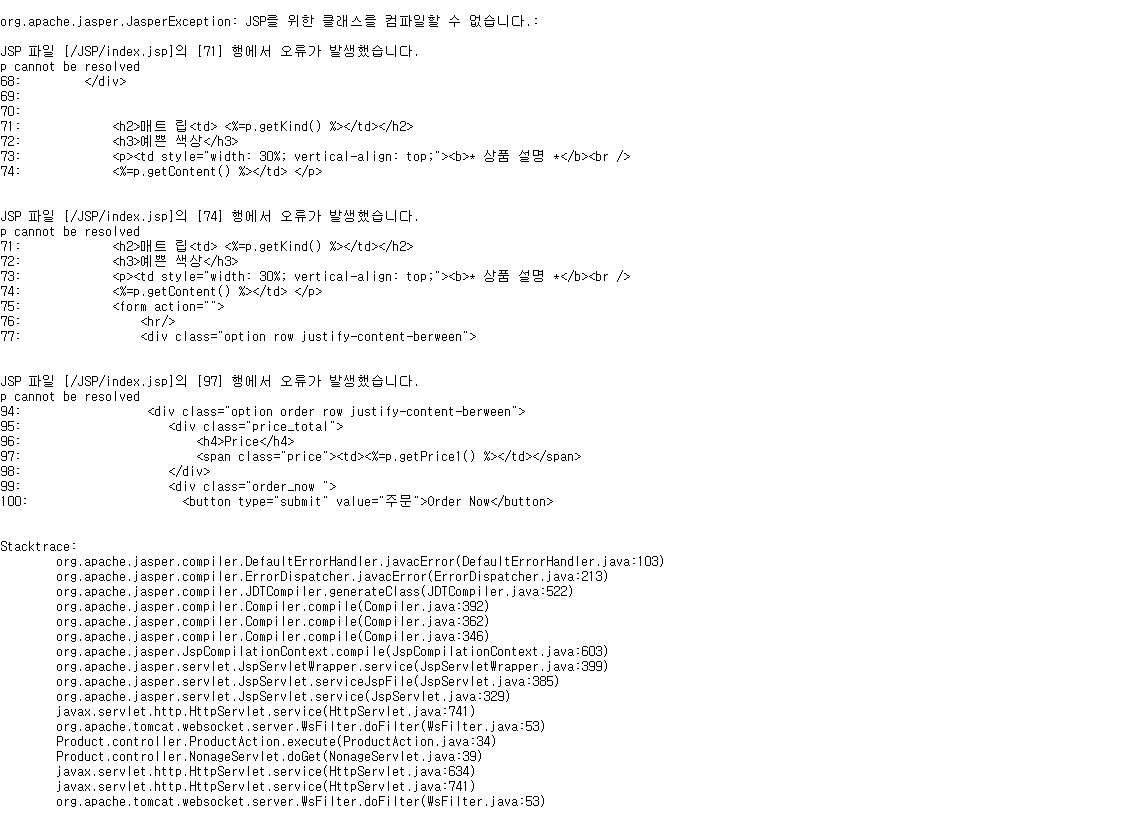 org.apache.jasper.JasperException: JSP를 위한 클래스를 컴파일할 수 없습니다.:
JSP 파일 [/JSP/index.jsp]의 [71] 행에서 오류가 발생했습니다.
p cannot be resolved
68:         </div>
69:
70:
71:             <h2>매트 립<td> <%=p.getKind() %></td></h2>
72:             <h3>예쁜 색상</h3>
73:             <p><td style="width: 30%; vertical-align: top;"><b>* 상품 설명 *</b><br />
74:             <%=p.getContent() %></td> </p>
JSP 파일 [/JSP/index.jsp]의 [74] 행에서 오류가 발생했습니다.
p cannot be resolved
71:             <h2>매트 립<td> <%=p.getKind() %></td></h2>
72:             <h3>예쁜 색상</h3>
73:             <p><td style="width: 30%; vertical-align: top;"><b>* 상품 설명 *</b><br />
74:             <%=p.getContent() %></td> </p>
75:             <form action="">
76:                 <hr/>
77:                 <div class="option row justify-content-berween">
JSP 파일 [/JSP/index.jsp]의 [97] 행에서 오류가 발생했습니다.
p cannot be resolved
94:                  <div class="option order row justify-content-berween">
95:                     <div class="price_total">
96:                         <h4>Price</h4>
97:                         <span class="price"><td><%=p.getPrice1() %></td></span>
98:                     </div>
99:                     <div class="order_now ">
100:                      <button type="submit" value="주문">Order Now</button>
Stacktrace:
org.apache.jasper.compiler.DefaultErrorHandler.javacError(DefaultErrorHandler.java:103)
org.apache.jasper.compiler.ErrorDispatcher.javacError(ErrorDispatcher.java:213)
org.apache.jasper.compiler.JDTCompiler.generateClass(JDTCompiler.java:522)
org.apache.jasper.compiler.Compiler.compile(Compiler.java:392)
org.apache.jasper.compiler.Compiler.compile(Compiler.java:362)
org.apache.jasper.compiler.Compiler.compile(Compiler.java:346)
org.apache.jasper.JspCompilationContext.compile(JspCompilationContext.java:603)
org.apache.jasper.servlet.JspServletWrapper.service(JspServletWrapper.java:399)
org.apache.jasper.servlet.JspServlet.serviceJspFile(JspServlet.java:385)
org.apache.jasper.servlet.JspServlet.service(JspServlet.java:329)
javax.servlet.http.HttpServlet.service(HttpServlet.java:741)
org.apache.tomcat.websocket.server.WsFilter.doFilter(WsFilter.java:53)
Product.controller.ProductAction.execute(ProductAction.java:34)
Product.controller.NonageServlet.doGet(NonageServlet.java:39)
javax.servlet.http.HttpServlet.service(HttpServlet.java:634)
javax.servlet.http.HttpServlet.service(HttpServlet.java:741)
org.apache.tomcat.websocket.server.WsFilter.doFilter(WsFilter.java:53)